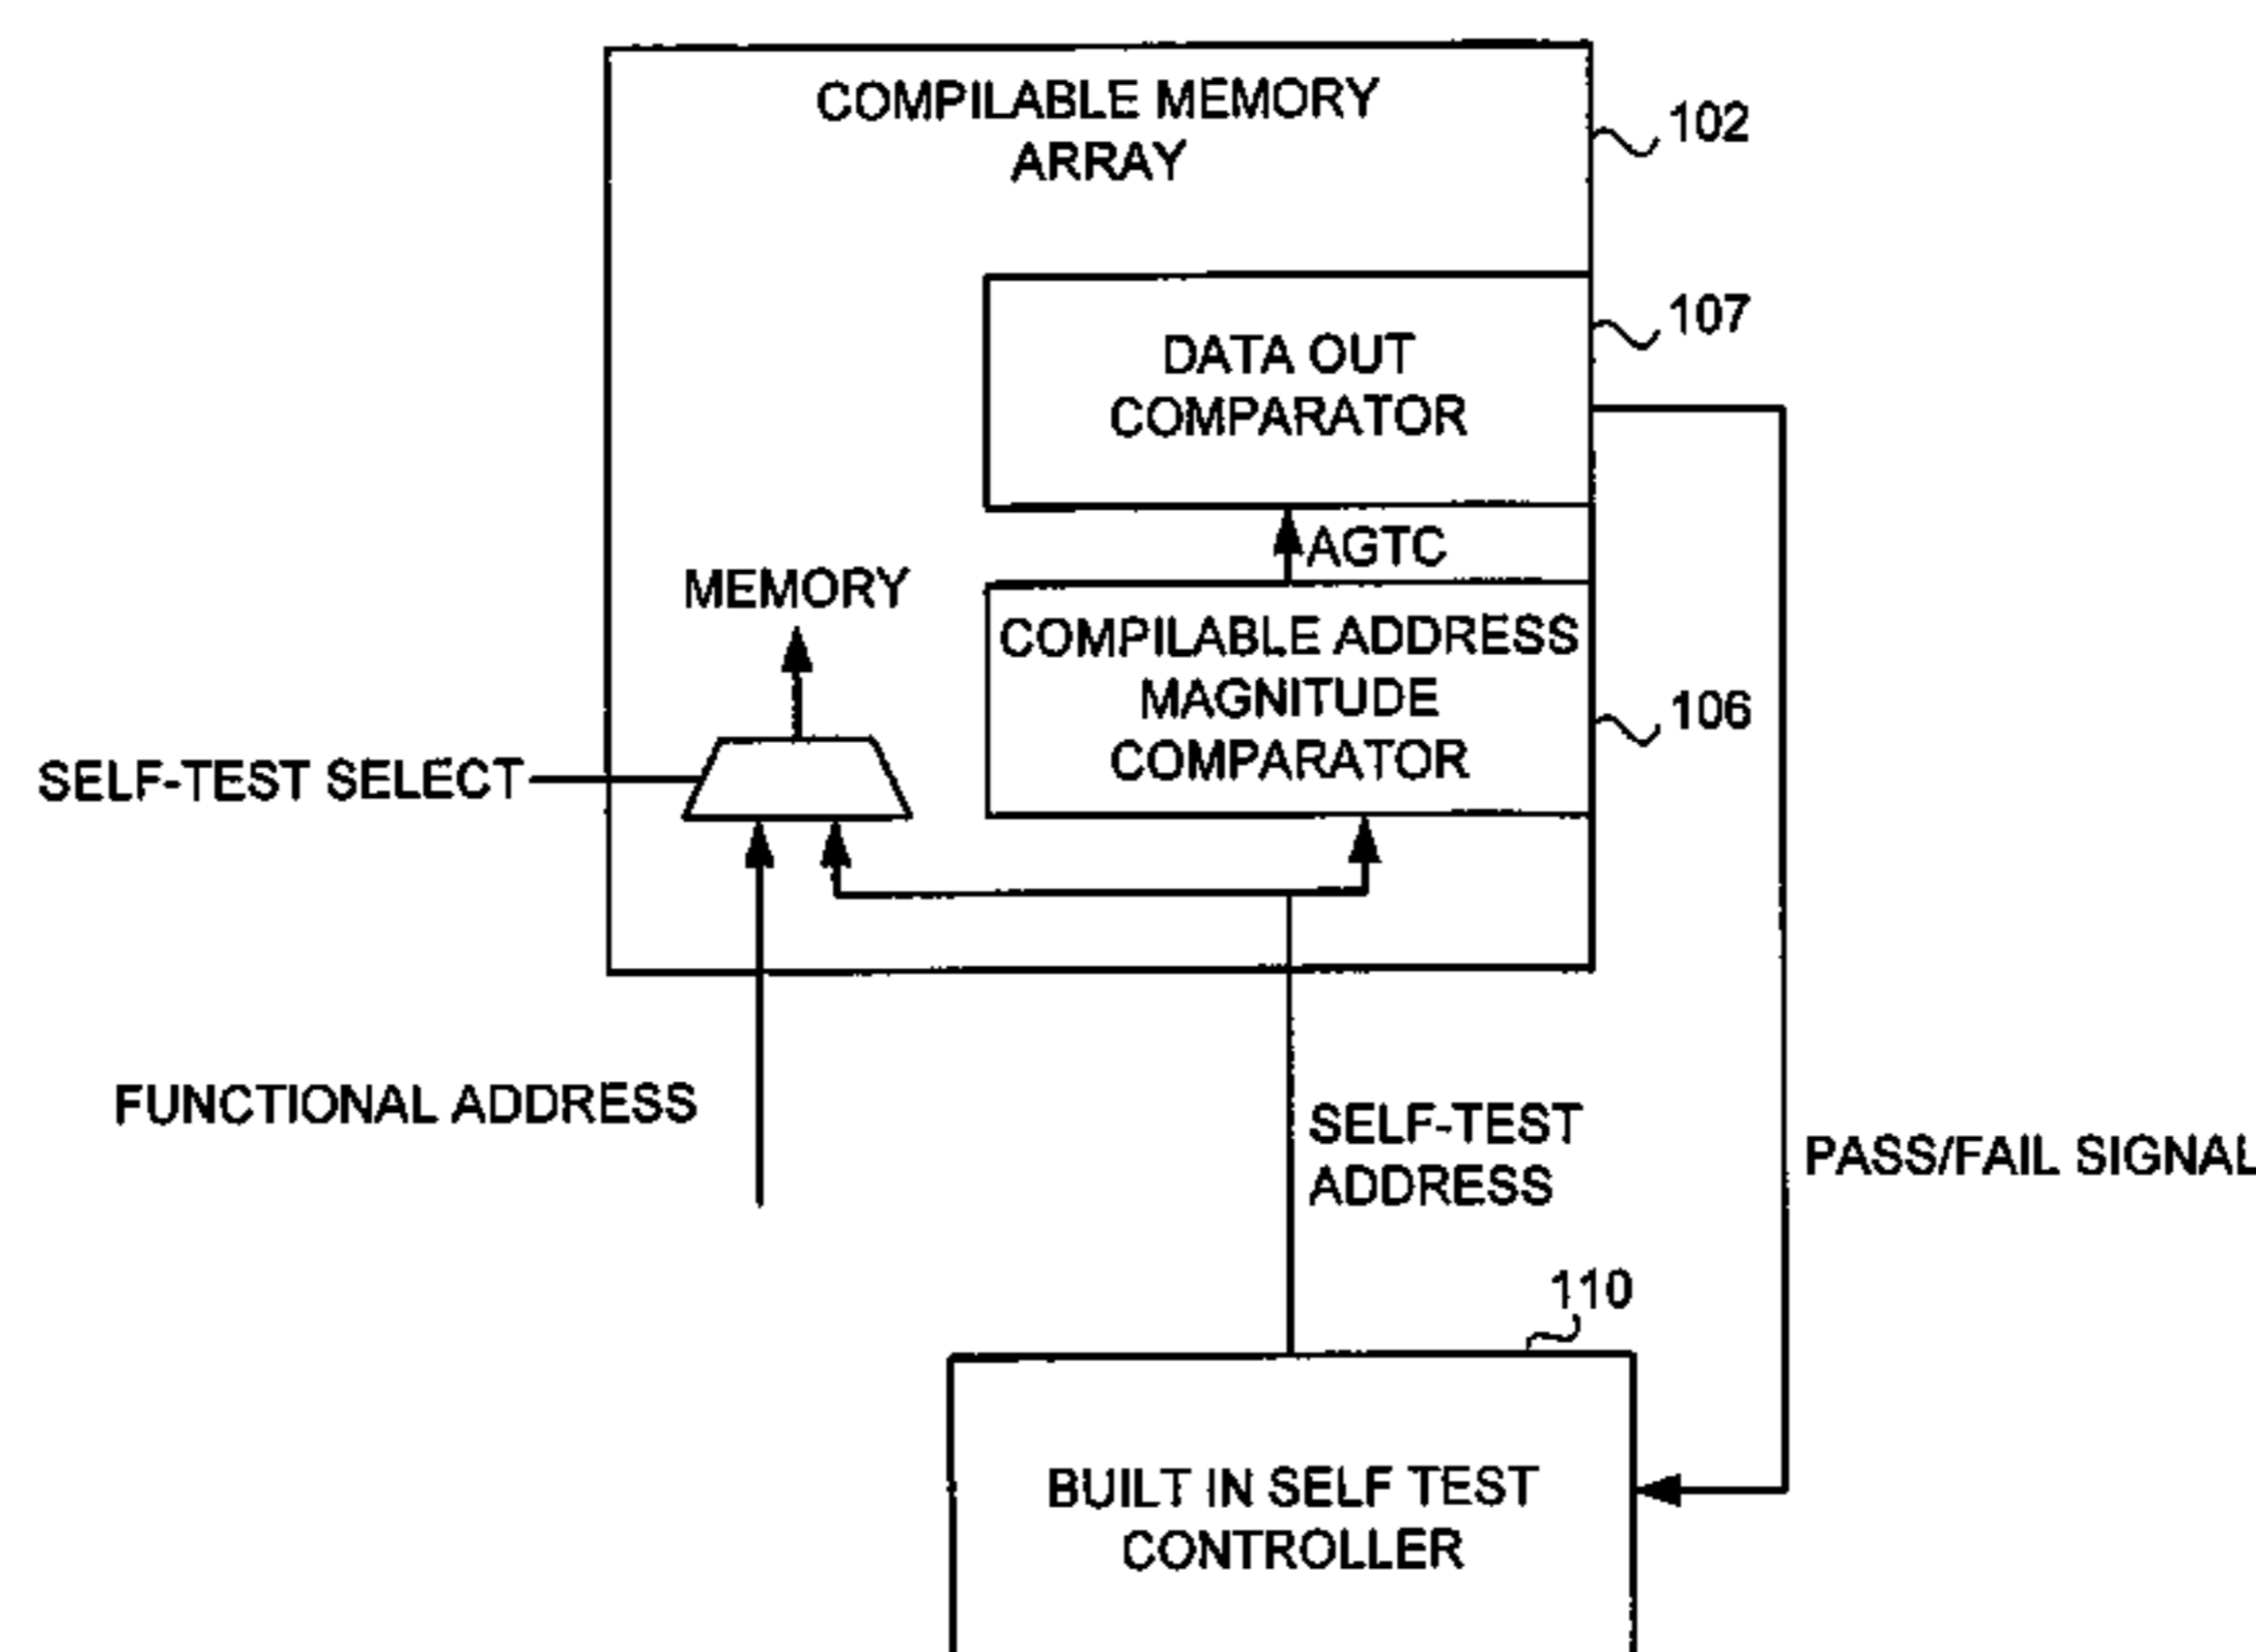 COMPILABLE MEMORY
ARRAY
102
107
DATA OUT
COMPARATOR
AGTC
MEMORY
COMPILABLE ADDRESS
MAGNITUDE
COMPARATOR
106
SELF-TEST SELECT
FUNCTIONAL ADDRESS
SELF-TEST
ADDRESS
PASS/FAIL SIGNAL
110
BUILT IN SELF TEST
CONTROLLER